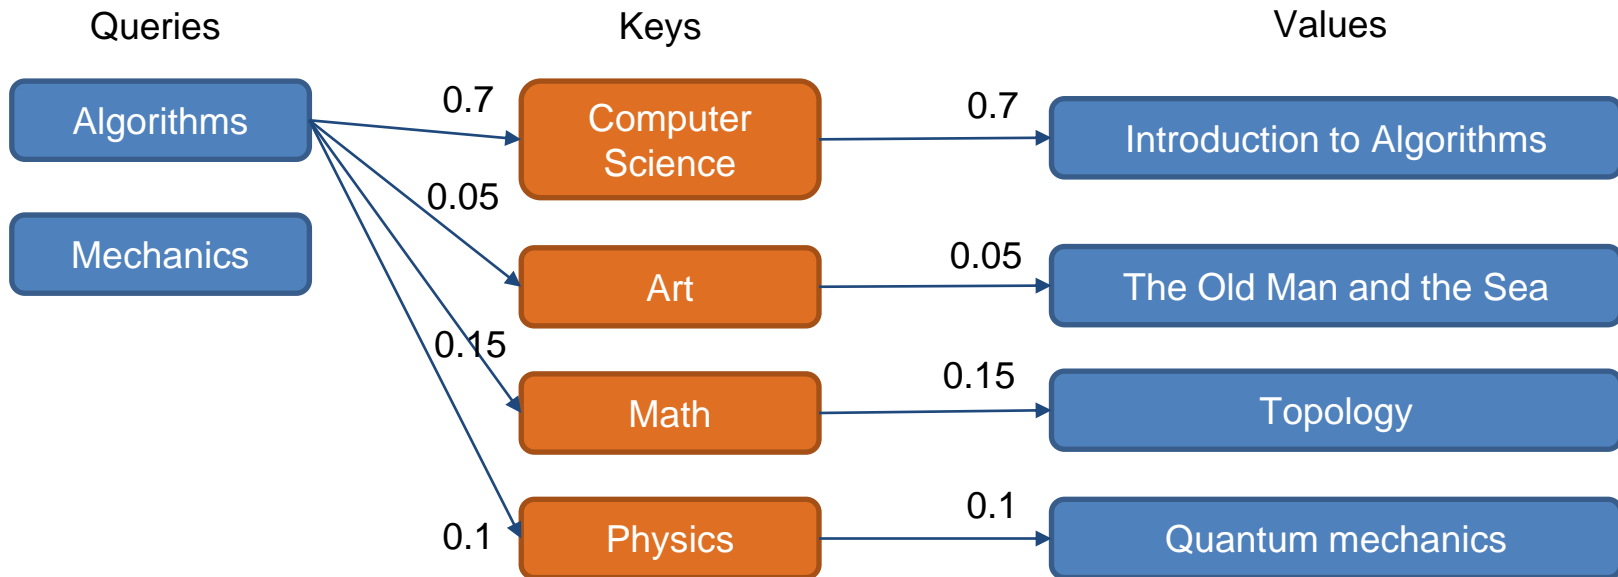 Queries
Keys
Values
Algorithms
0.7
Computer
Science
0.7
Introduction to Algorithms
Mechanics
0.05
Art
0.05
The Old Man and the Sea
0.15
Math
0.15
Topology
0.1
Physics
0.1
Quantum mechanics